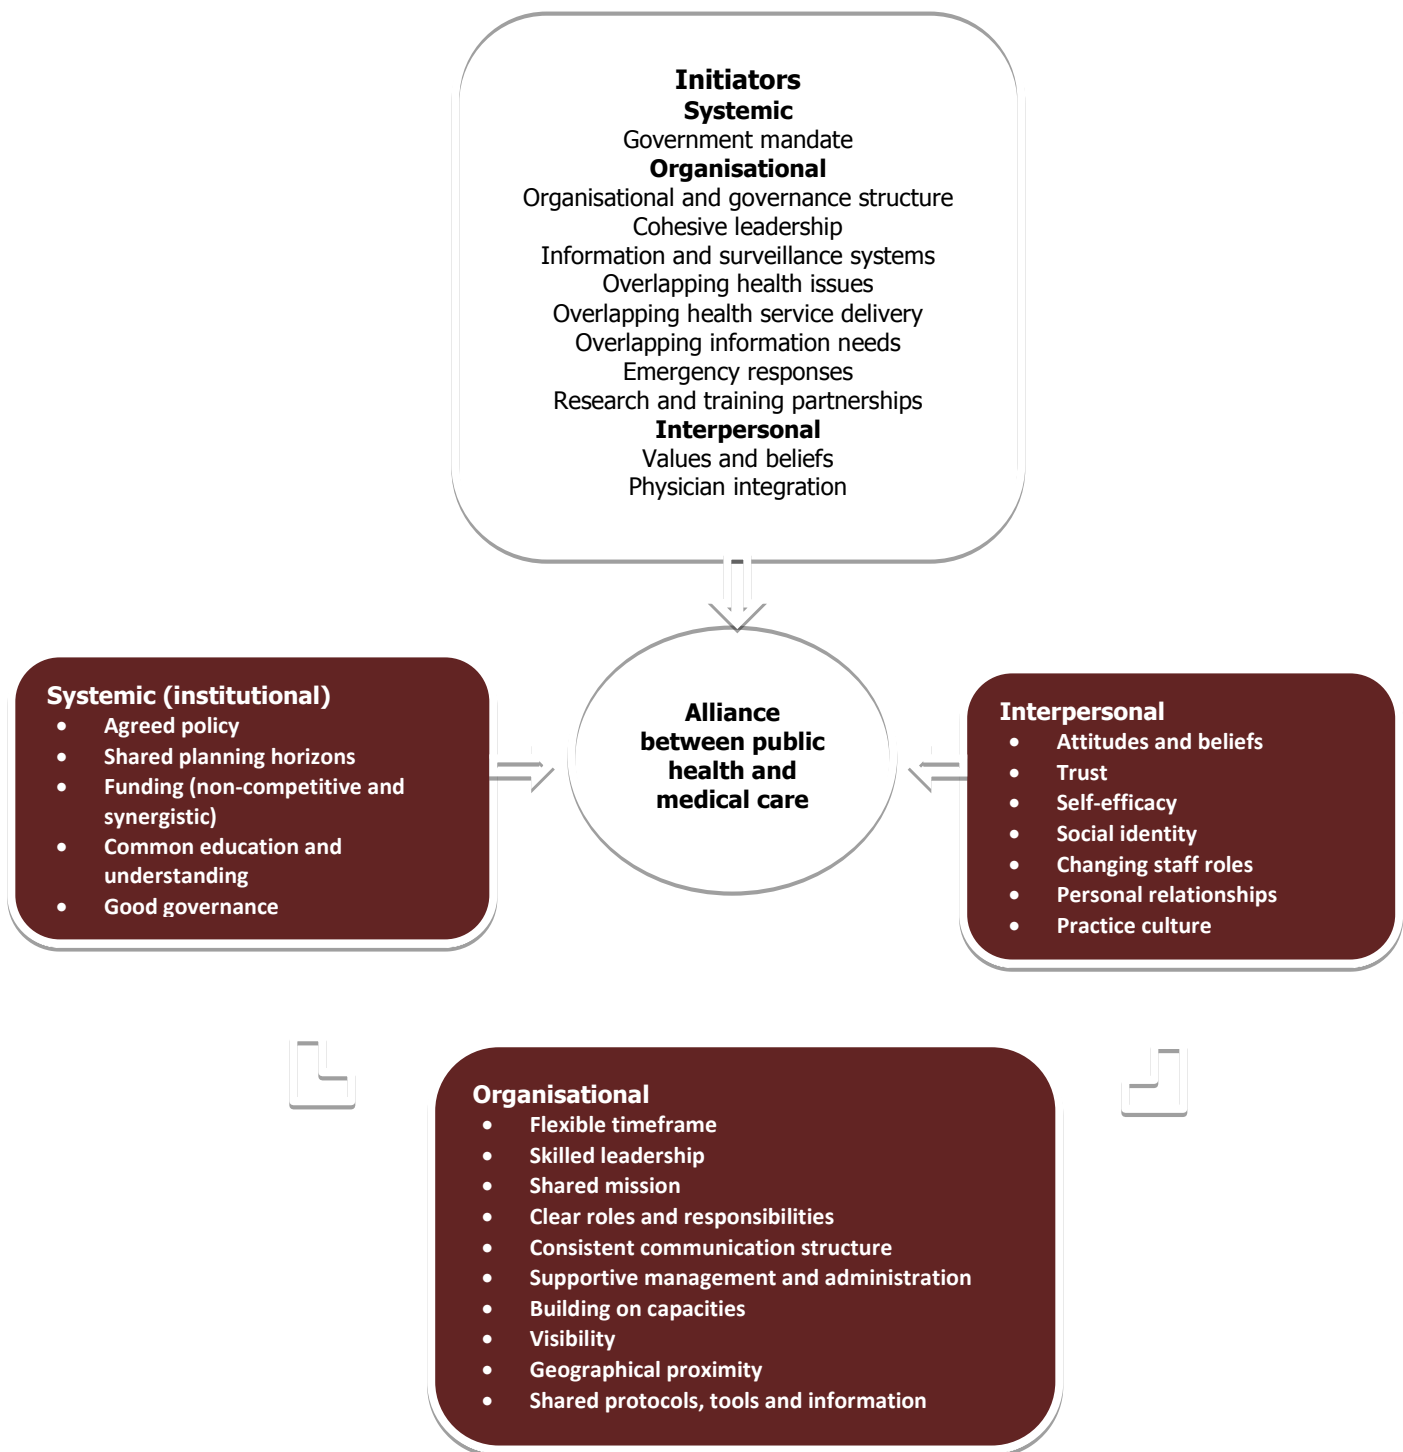 Initiators
Systemic
Government mandate
Organisational
Organisational and governance structure
Cohesive leadership
Information and surveillance systems
Overlapping health issues
Overlapping health service delivery
Overlapping information needs
Emergency responses
Research and training partnerships
Interpersonal
Values and beliefs
Physician integration
Alliance
between public
health and
medical care
Systemic (institutional)
• Agreed policy
• Shared planning horizons
• Funding (non-competitive and
synergistic)
• Common education and
understanding
• Good governance
Interpersonal
• Attitudes and beliefs
• Trust
• Self-efficacy
• Social identity
• Changing staff roles
• Personal relationships
• Practice culture
Organisational
• Flexible timeframe
• Skilled leadership
• Shared mission
• Clear roles and responsibilities
• Consistent communication structure
• Supportive management and administration
• Building on capacities
• Visibility
• Geographical proximity
• Shared protocols, tools and information